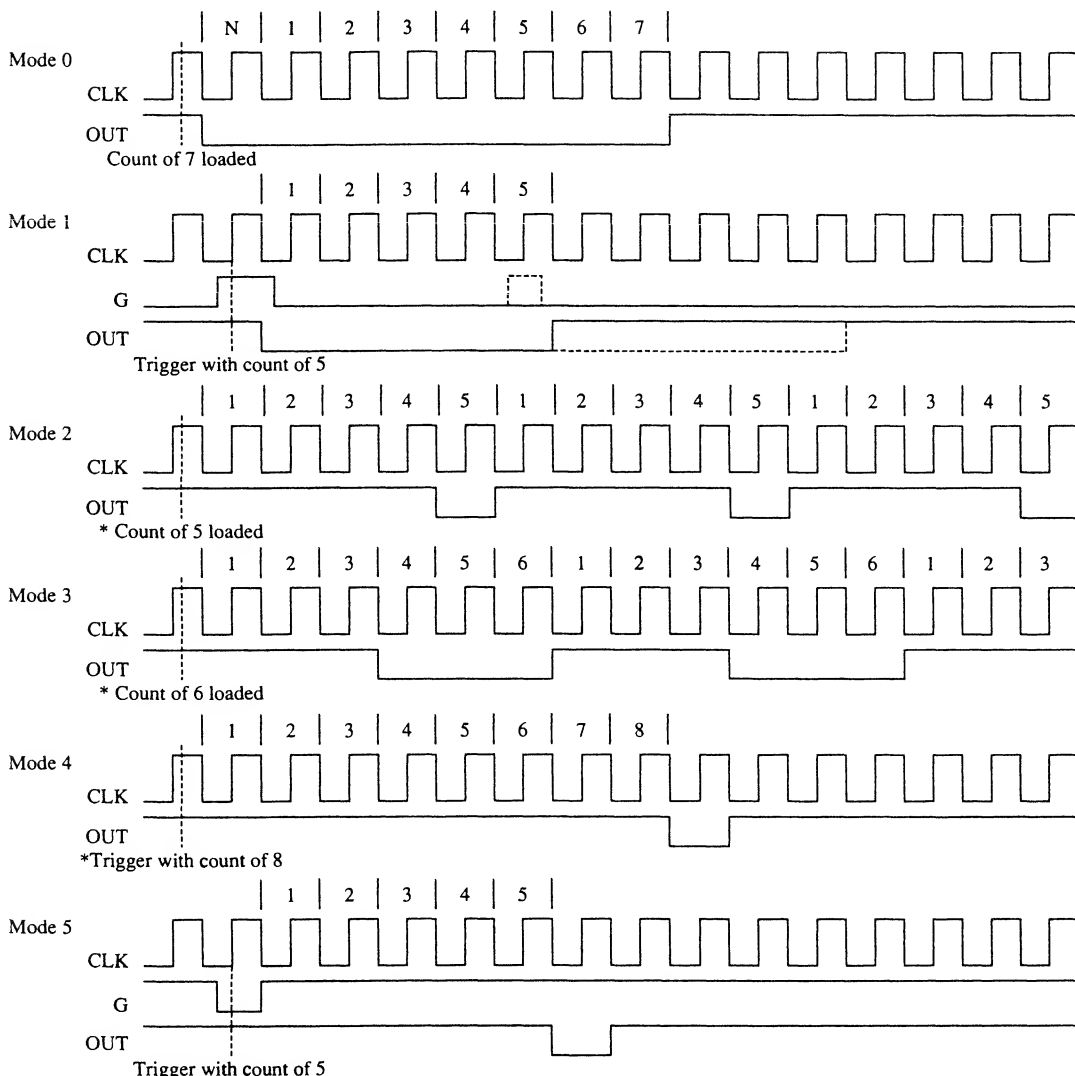 N 1 2 3 4 5 6 7
Mode 0
CLK
OUT
Count of 7 loaded
1 2 3 4 5
Mode 1
CLK
G
OUT
Trigger with count of 5
1 2 3 4 5 1 2 3 4 5 1 2 3 4 5
Mode 2
CLK
OUT
* Count of 5 loaded
1 2 3 4 5 6 1 2 3 4 5 6 1 2 3
Mode 3
CLK
OUT
* Count of 6 loaded
1 2 3 4 5 6 7 8
Mode 4
CLK
OUT
*Trigger with count of 8
1 2 3 4 5
Mode 5
CLK
G
OUT
Trigger with count of 5